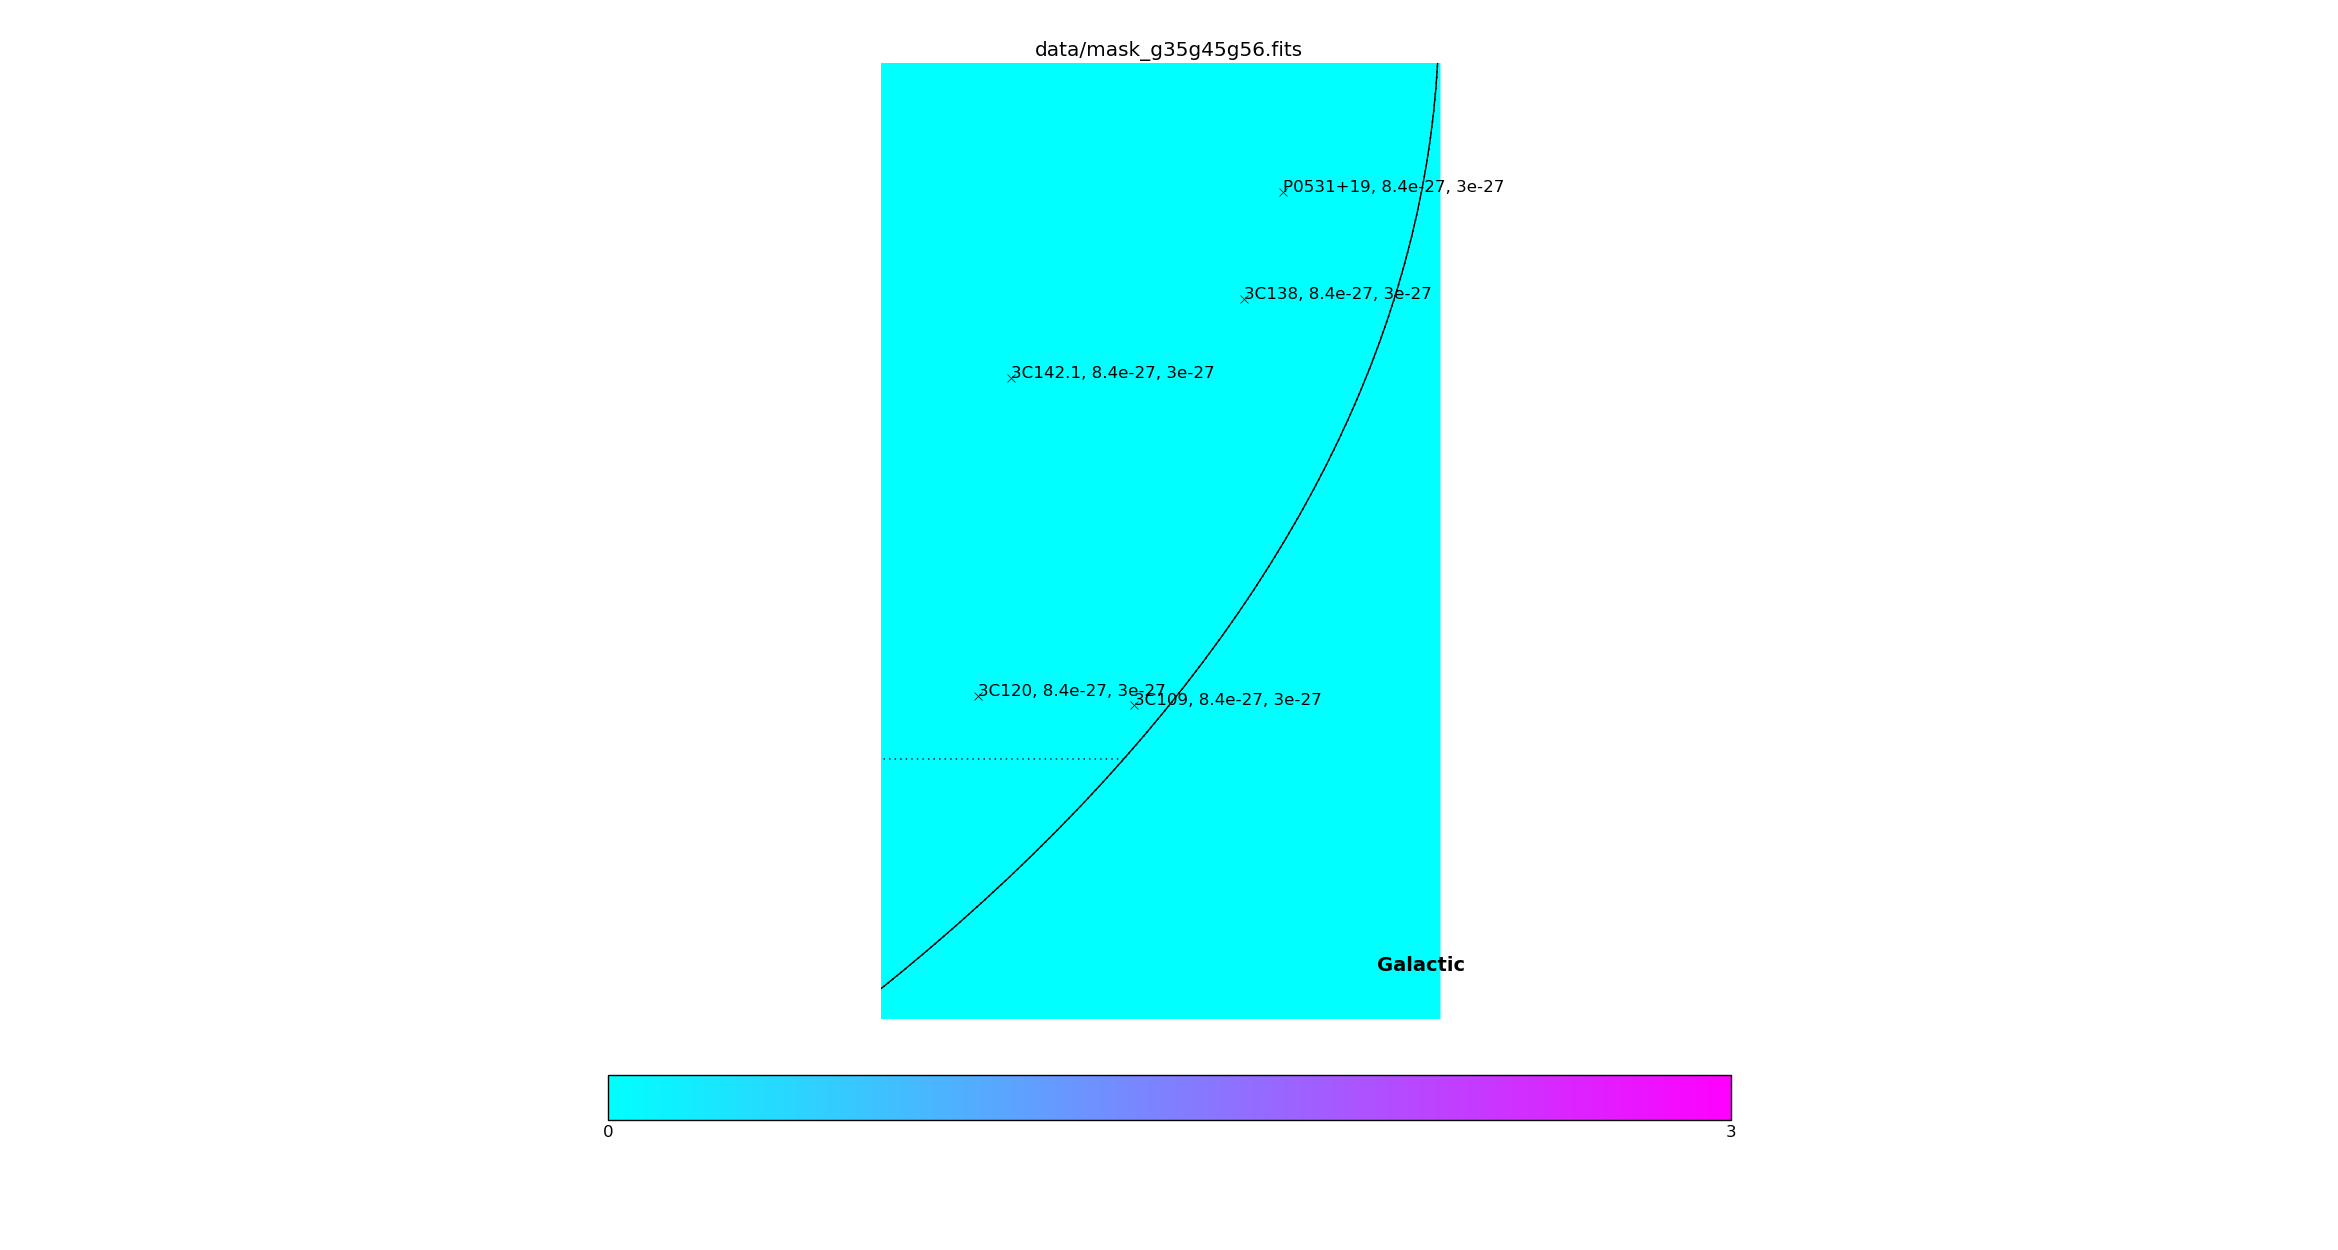 data/mask_g35g45g56.fits
P0531+19, 8.4e-27, 3e-27
3C138, 8.4e-27, 3e-27
3C142.1, 8.4e-27, 3e-27
3C120, 8.4e-27, 3e-27
3C109, 8.4e-27, 3e-27
Galactic
0
3